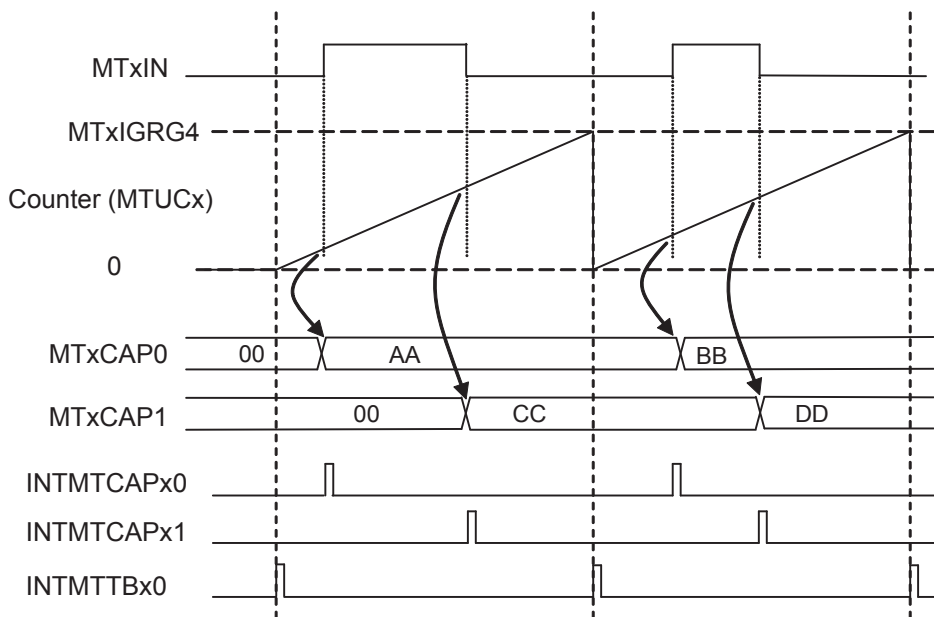 MTxIN
MTxIGRG4
Counter (MTUCx)
0
MTxCAP0 00 AA BB
MTxCAP1 00 CC DD
INTMTCAPx0
INTMTCAPx1
INTMTTBx0